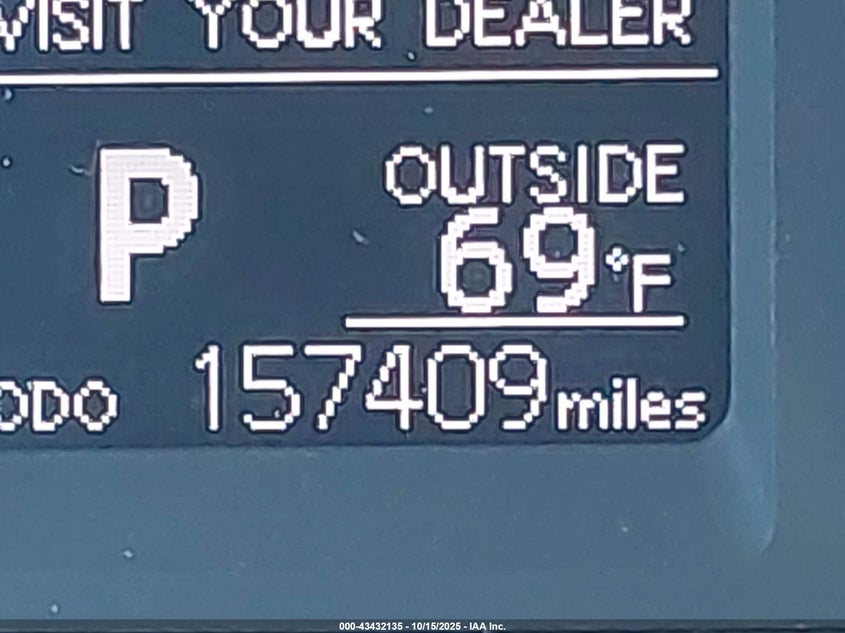 VISIT YOUR DEALER
P
OUTSIDE
69°F
ODO 157409 miles
000-43432135 - 10/15/2025 - IAA Inc.